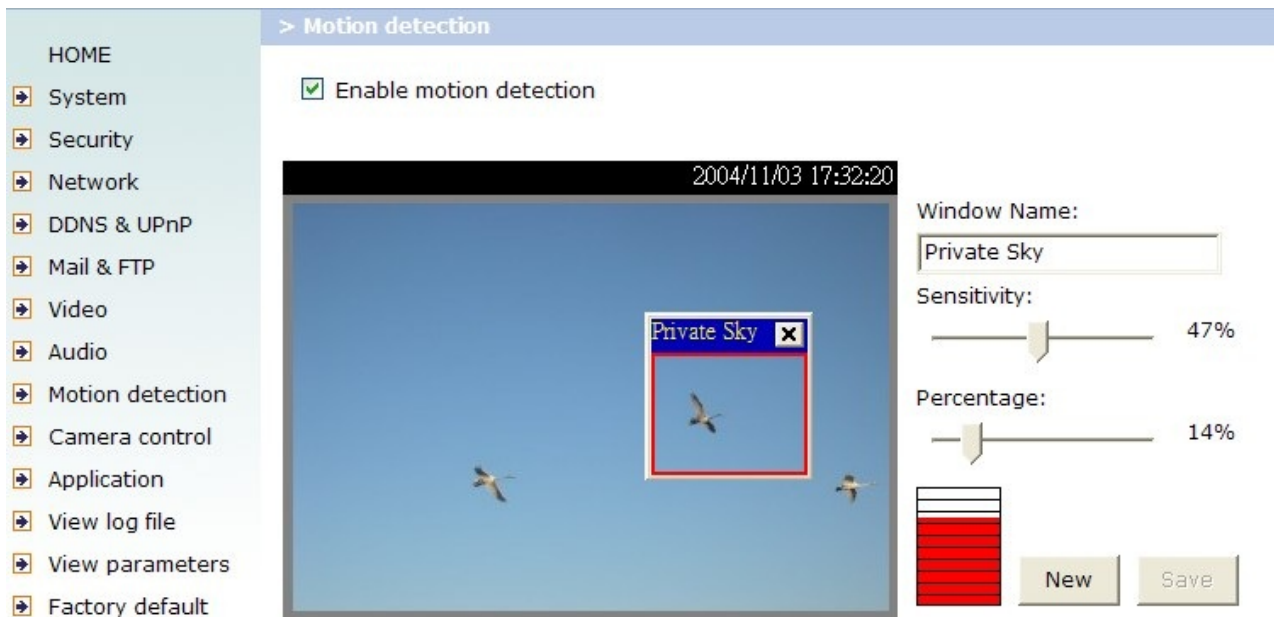 > Motion detection
HOME
System
Security
Network
DDNS & UPnP
Mail & FTP
Video
Audio
Motion detection
Camera control
Application
View log file
View parameters
Factory default
Enable motion detection
2004/11/03 17:32:20
Private Sky
Window Name:
Private Sky
Sensitivity:
47%
Percentage:
14%
New
Save